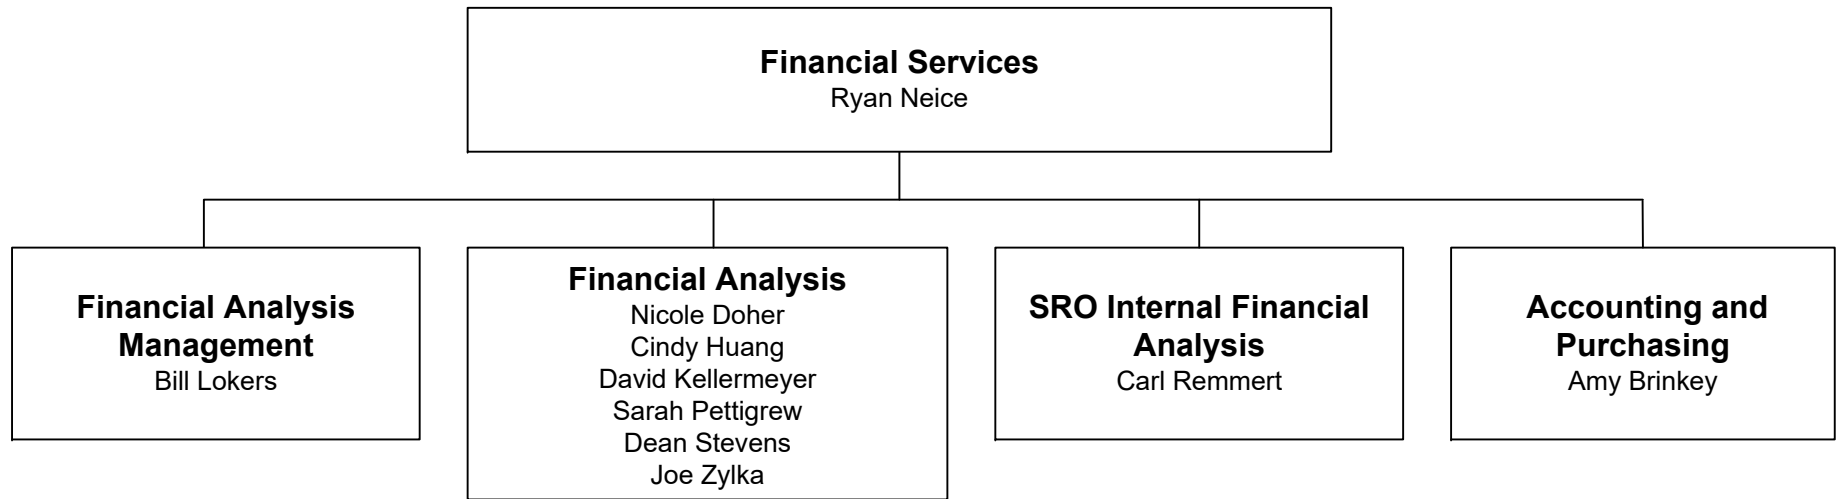 Financial Services
Ryan Neice
Financial Analysis
Management
Bill Lokers
Financial Analysis
Nicole Doher
Cindy Huang
David Kellermeyer
Sarah Pettigrew
Dean Stevens
Joe Zylka
SRO Internal Financial
Analysis
Carl Remmert
Accounting and
Purchasing
Amy Brinkey